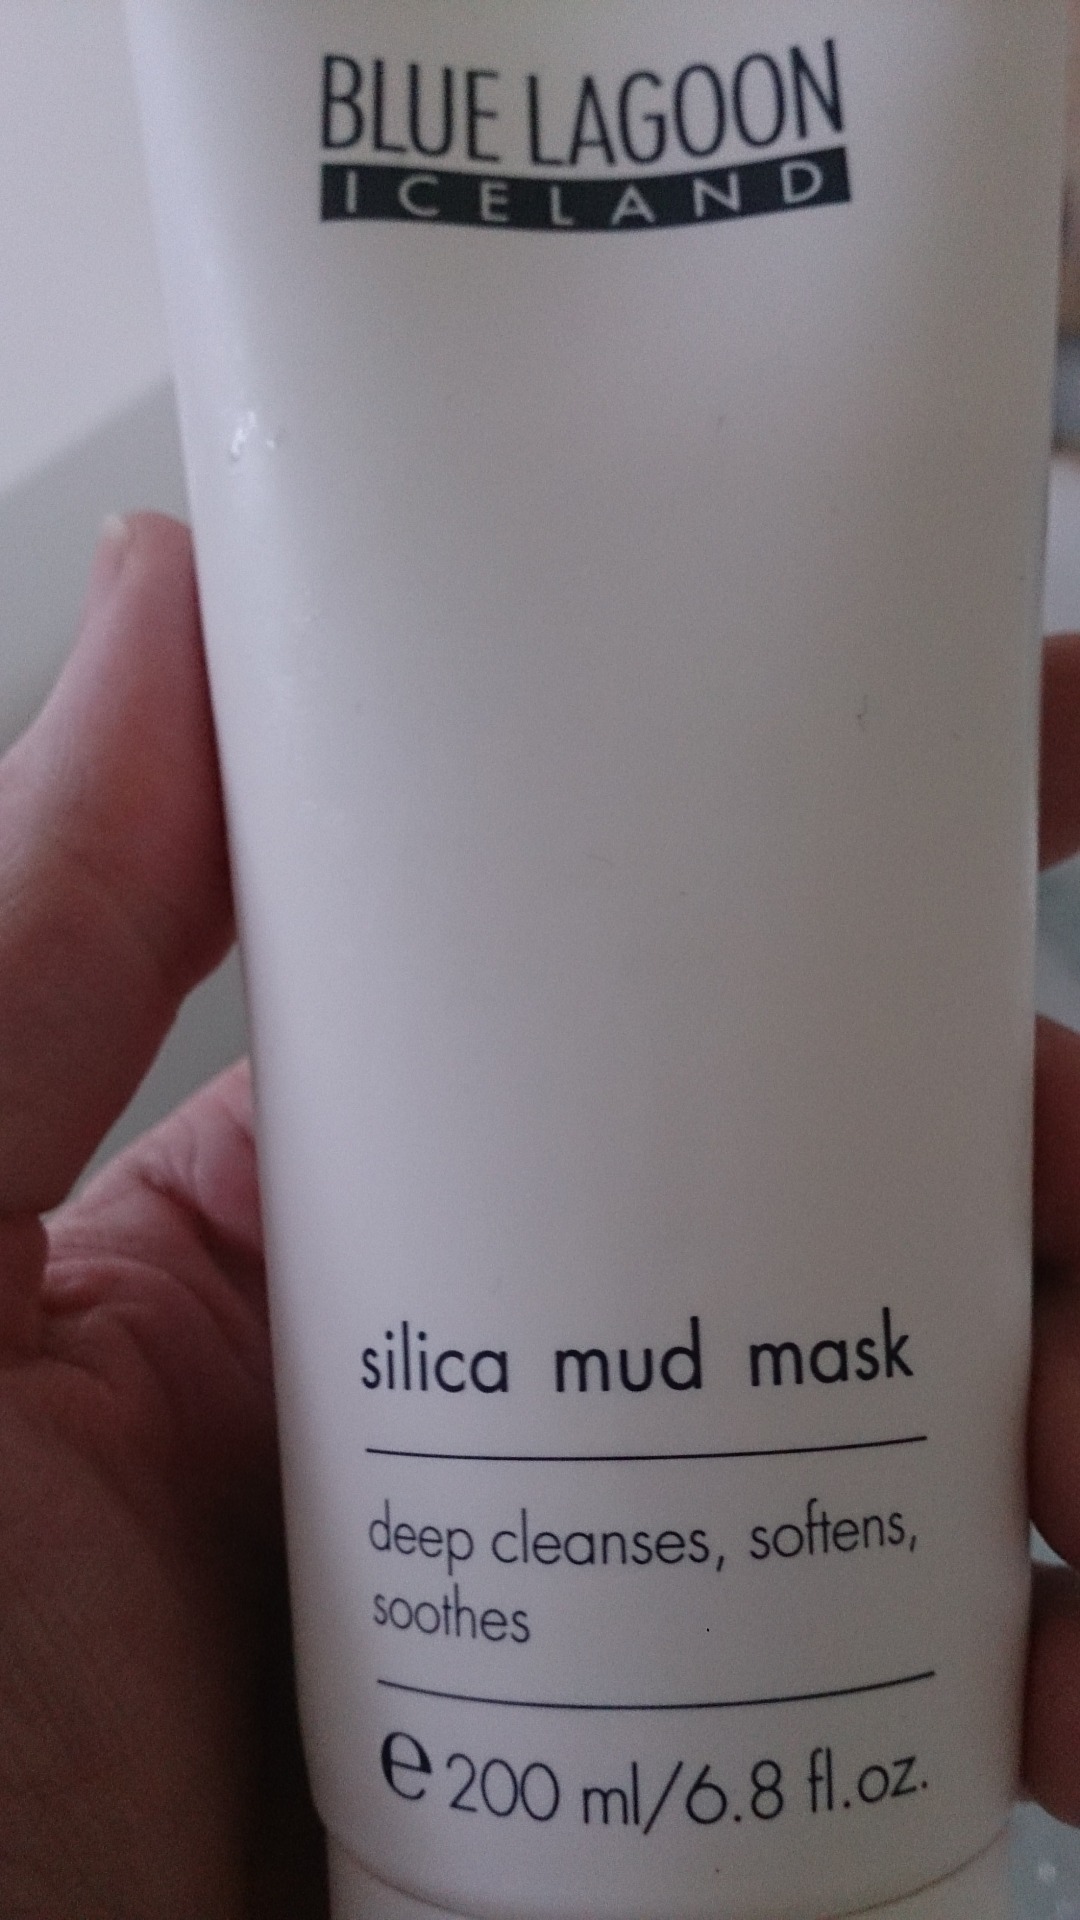 BLUE LAGOON
ICELAND
silica mud mask
deep cleanses, softens,
soothes
e 200 ml/6.8 fl.oz.